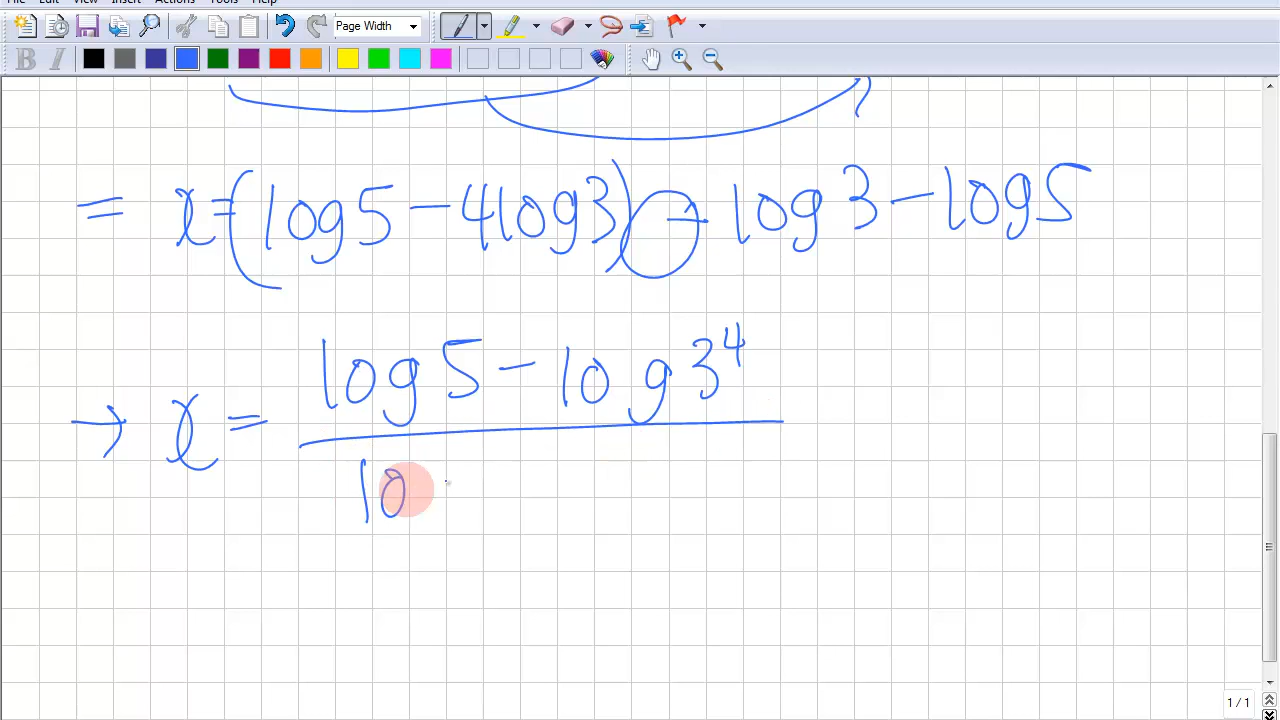 File Edit View Insert Actions Tools Help
Page Width
B I
= x=(log5-4log3)÷log3-log5
→ x= log5-log3⁴
lo
1/1